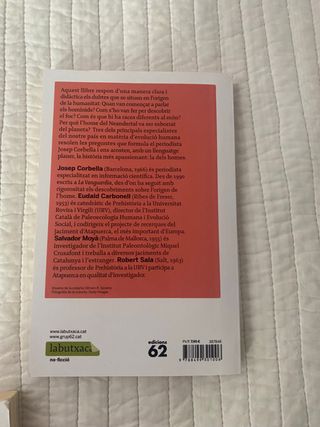 Aquest llibre respon d'una manera clara i
didàctica els dubtes que se situen en l'origen
de la humanitat: Quan van començar a parlar
els homínids? Com s'ho van fer per descobrir
el foc? Com és que hi ha races diferents al món?
Per què l'home del Neandertal va ser substituït
del planeta? Tres dels principals especialistes
del nostre país en matèria d'evolució humana
resolen les preguntes que formula el periodista
Josep Corbella i ens acosten, amb un llenguatge
planer, la història més apassionant: la dels homes.
Josep Corbella (Barcelona, 1966) és periodista
especialitzat en informació científica. Des de 1990
escriu a La Vanguardia, des d'on ha seguit amb
rigorositat els descobriments sobre l'origen de
l'home. Eudald Carbonell (Ribes de Freser,
1953) és catedràtic de Prehistòria a la Universitat
Rovira i Virgili (URV), director de l'Institut
Català de Paleoecologia Humana i Evolució
Social, i codirigeix el projecte de recerques del
jaciment d'Atapuerca, el més important d'Europa.
Salvador Moyà (Palma de Mallorca, 1955) és
investigador de l'Institut Paleontològic Miquel
Crusafont i treballa a diversos jaciments de
Catalunya i l'estranger. Robert Sala (Salt, 1963)
és professor de Prehistòria a la URV i participa a
Atapuerca en qualitat d'investigador.
www.labutxaca.cat
www.grup62.cat
labutxaca
no-ficció
edicions
62
PVP 7,95 €
9 788499 301006